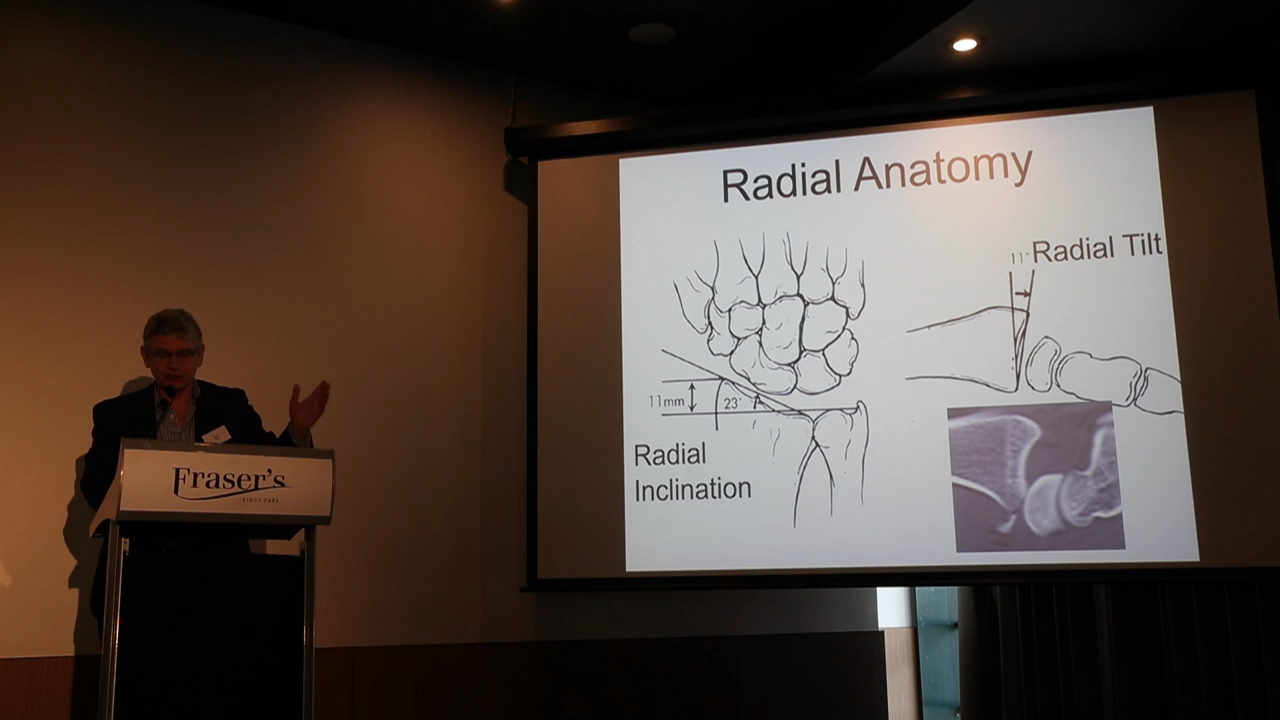 Radial Anatomy
11° Radial Tilt
11mm
23°
Radial
Inclination
Fraser's
KINGS PARK